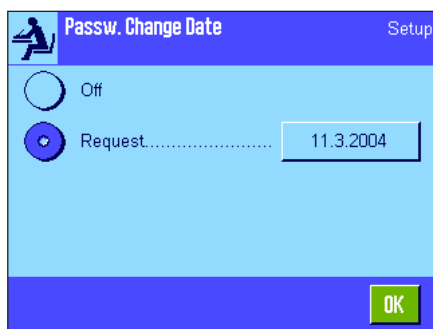 Passw. Change Date Setup
Off
Request........................ 11.3.2004
OK